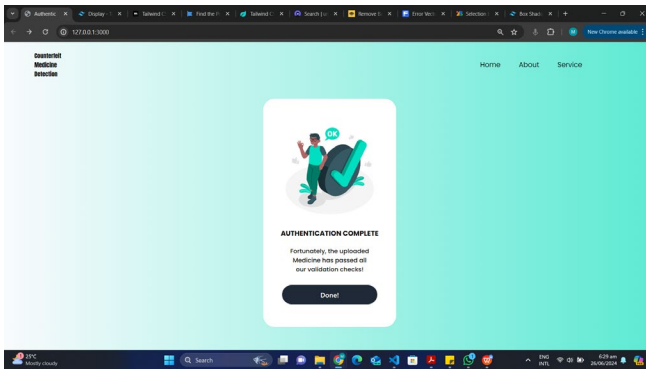 Authentic
Display -
Tailwind C
Find the
Tailwind C
Search |
Remove
Error Vect
Selection
Box Shado
127.0.0.1:3000
New Chrome available
Counterfeit
Medicine
Detection
Home About Service
OK
AUTHENTICATION COMPLETE
Fortunately, the uploaded
Medicine has passed all
our validation checks!
Done!
25°C
Mostly cloudy
Search
ENG
INTL
6:29 am
26/06/2024